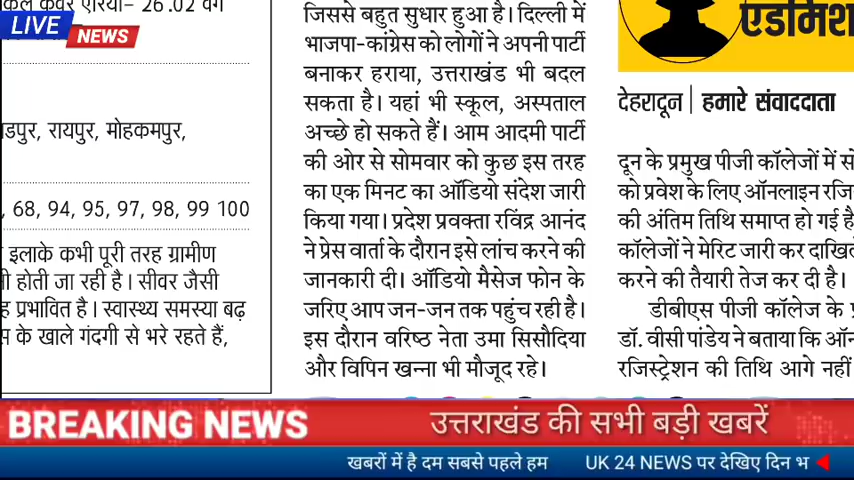 कल कवर एरिया– 26.02 वर्ग
LIVE
NEWS
रायपुर, मोहकमपुर,
, 68, 94, 95, 97, 98, 99 100
इलाके कभी पूरी तरह ग्रामीण
होती जा रही है। सीवर जैसी
प्रभावित है। स्वास्थ्य समस्या बढ़
के खाले गंदगी से भरे रहते हैं,
जिससे बहुत सुधार हुआ है। दिल्ली में
भाजपा-कांग्रेस को लोगों ने अपनी पार्टी
बनाकर हराया, उत्तराखंड भी बदल
सकता है। यहां भी स्कूल, अस्पताल
अच्छे हो सकते हैं। आम आदमी पार्टी
की ओर से सोमवार को कुछ इस तरह
का एक मिनट का ऑडियो संदेश जारी
किया गया। प्रदेश प्रवक्ता रविंद्र आनंद
ने प्रेस वार्ता के दौरान इसे लांच करने की
जानकारी दी। ऑडियो मैसेज फोन के
जरिए आप जन-जन तक पहुंच रही है।
इस दौरान वरिष्ठ नेता उमा सिसौदिया
और विपिन खन्ना भी मौजूद रहे।
एडमिश
देहरादून | हमारे संवाददाता
दून के प्रमुख पीजी कॉलेजों में
को प्रवेश के लिए ऑनलाइन रजि
की अंतिम तिथि समाप्त हो गई है
कॉलेजों ने मेरिट जारी कर दाखिले
करने की तैयारी तेज कर दी है।
डीबीएस पीजी कॉलेज के
डॉ. वीसी पांडेय ने बताया कि ऑन
रजिस्ट्रेशन की तिथि आगे नहीं
BREAKING NEWS
उत्तराखंड की सभी बड़ी खबरें
खबरों में है दम सबसे पहले हम
UK 24 NEWS पर देखिए दिन भ